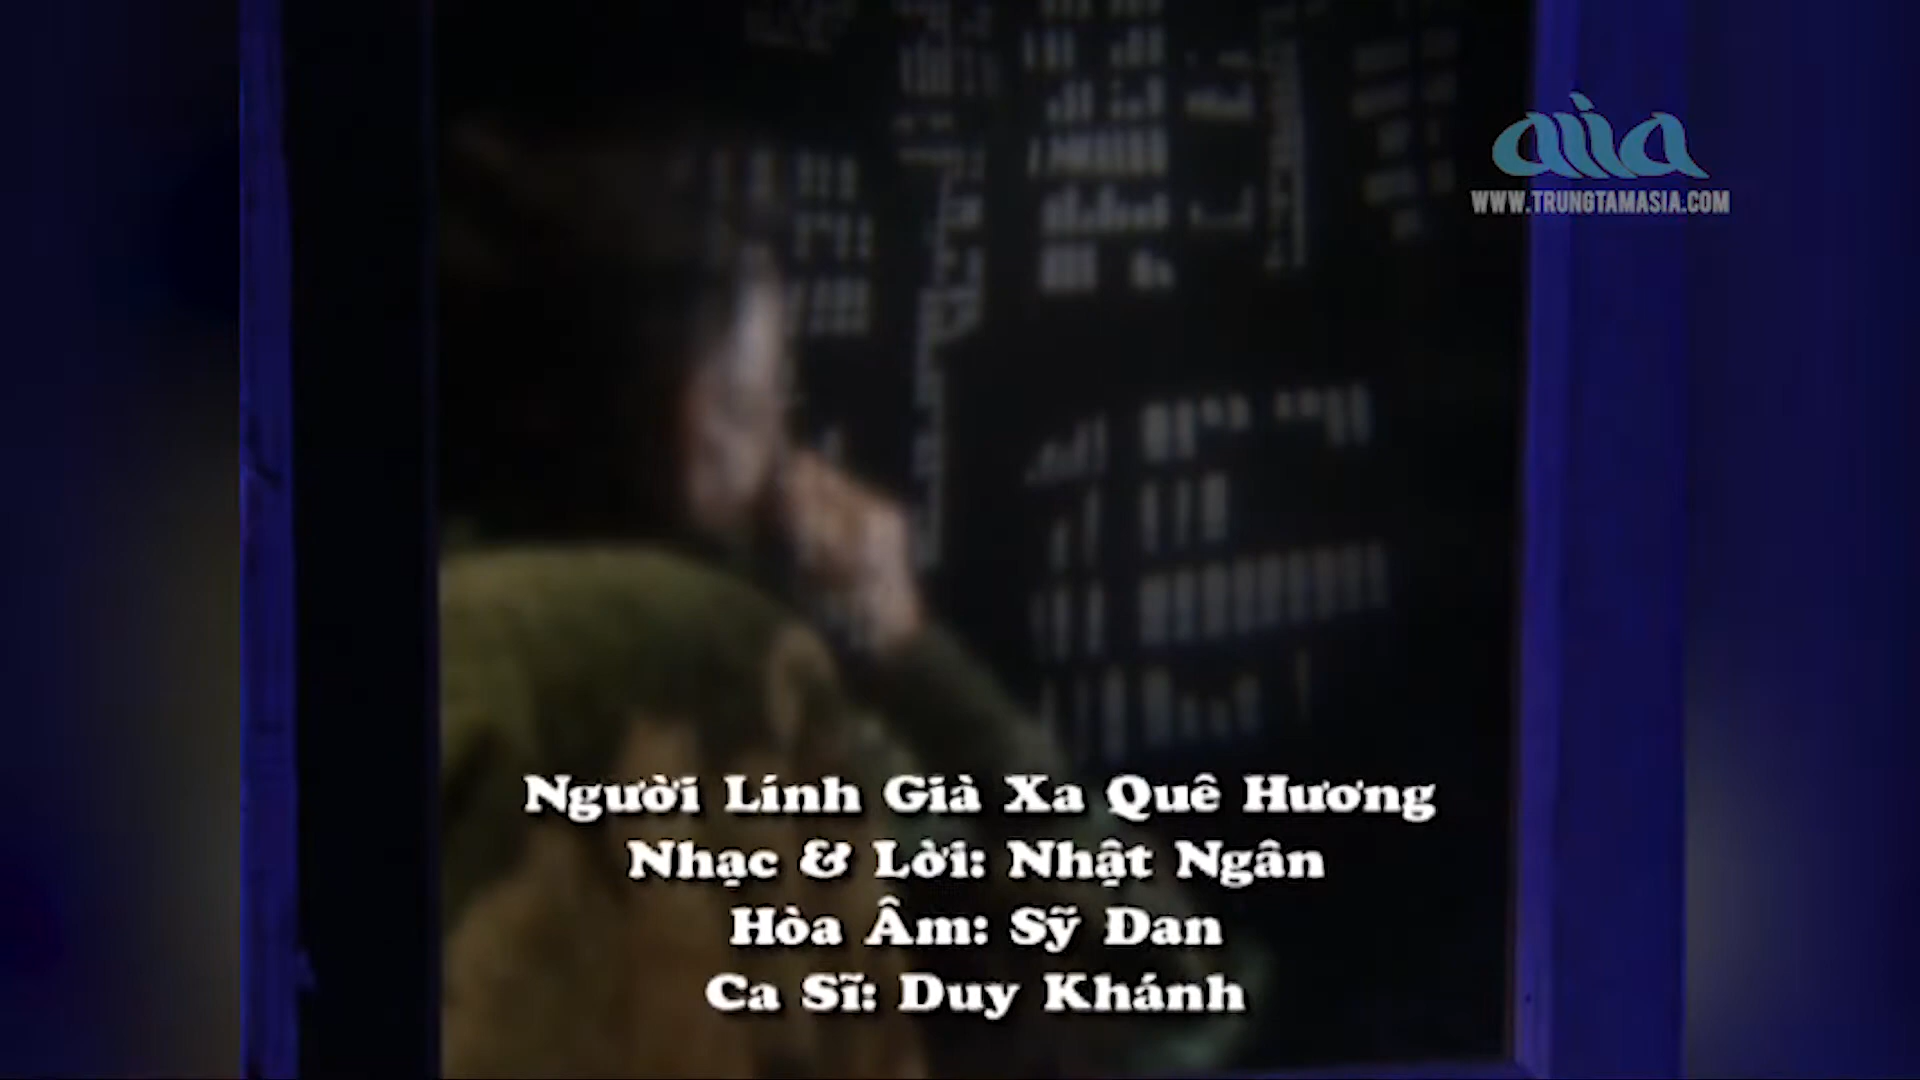 asia
WWW.TRUNGTAMASIA.COM
Người Lính Già Xa Quê Hương
Nhạc & Lời: Nhật Ngân
Hòa Âm: Sỹ Đan
Ca Sĩ: Duy Khánh